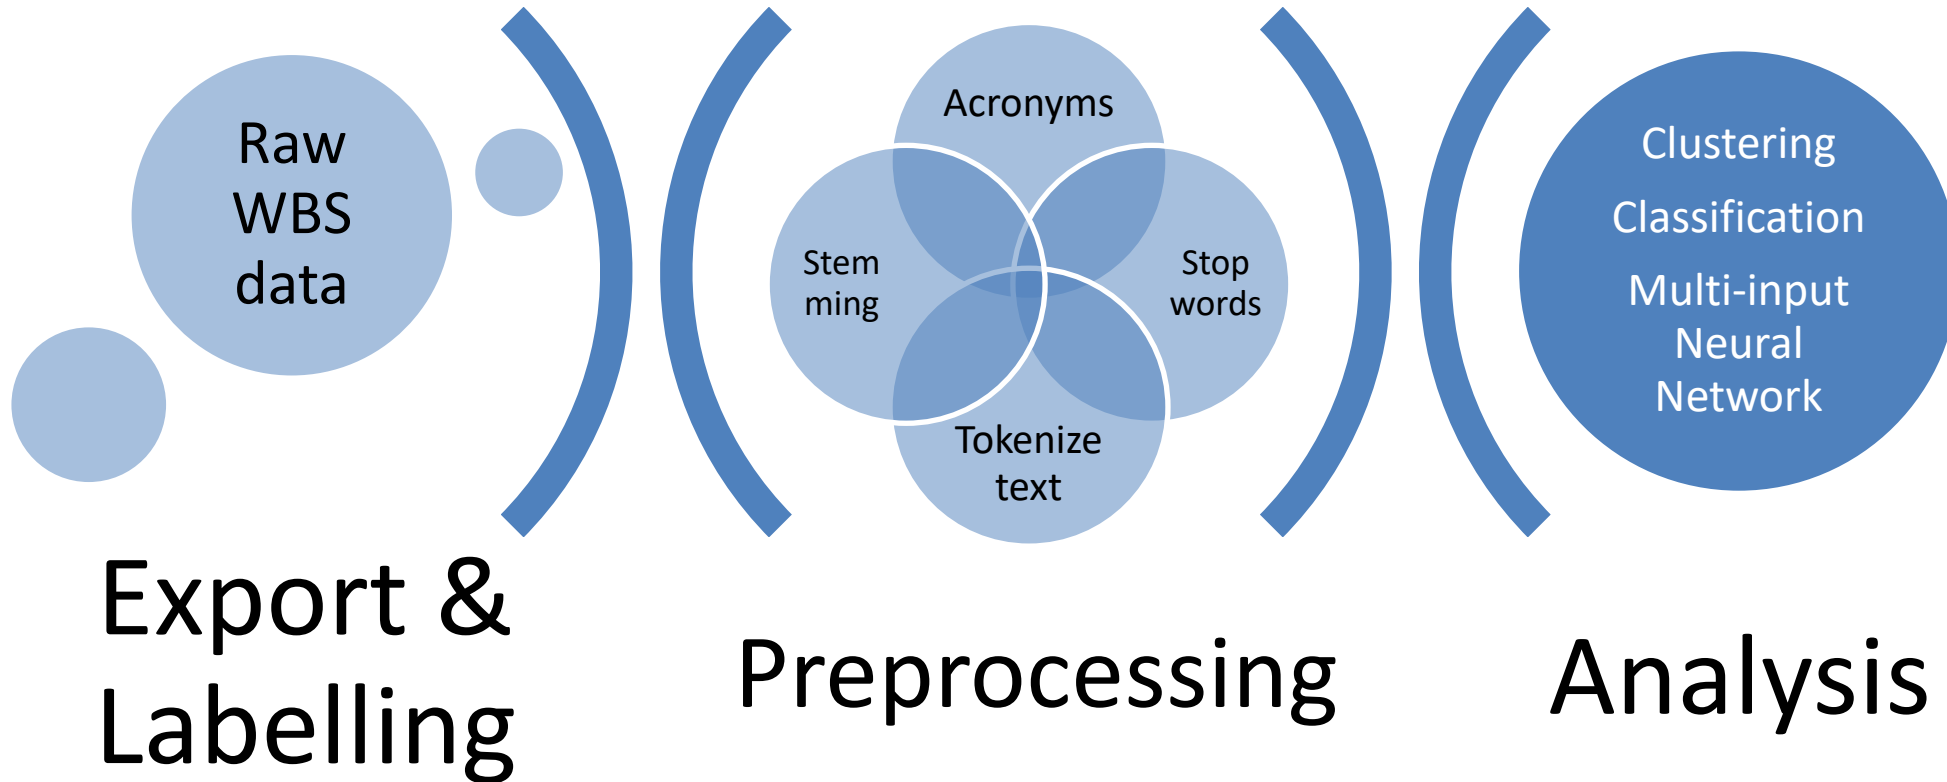 Raw
WBS
data
Export &
Labelling
Acronyms
Stem
ming
Stop
words
Tokenize
text
Preprocessing
Clustering
Classification
Multi-input
Neural
Network
Analysis